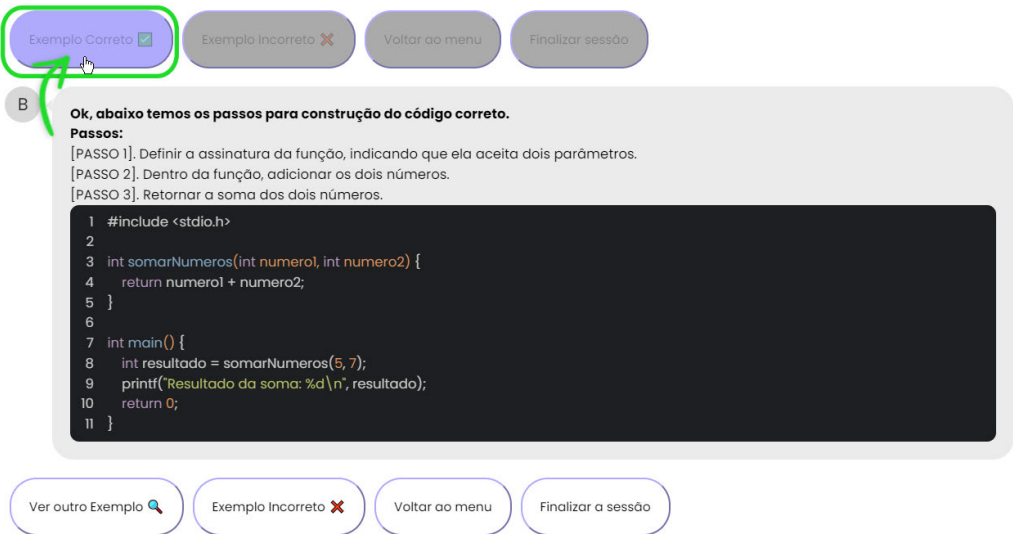 Exemplo Correto ✅
Exemplo Incorreto ❌
Voltar ao menu
Finalizar sessão
B
Ok, abaixo temos os passos para construção do código correto.
Passos:
[PASSO 1]. Definir a assinatura da função, indicando que ela aceita dois parâmetros.
[PASSO 2]. Dentro da função, adicionar os dois números.
[PASSO 3]. Retornar a soma dos dois números.
1 #include <stdio.h>
2
3 int somarNumeros(int numero1, int numero2) {
4 return numero1 + numero2;
5 }
6
7 int main() {
8 int resultado = somarNumeros(5, 7);
9 printf("Resultado da soma: %d\n", resultado);
10 return 0;
11 }
Ver outro Exemplo 🔍
Exemplo Incorreto ❌
Voltar ao menu
Finalizar a sessão